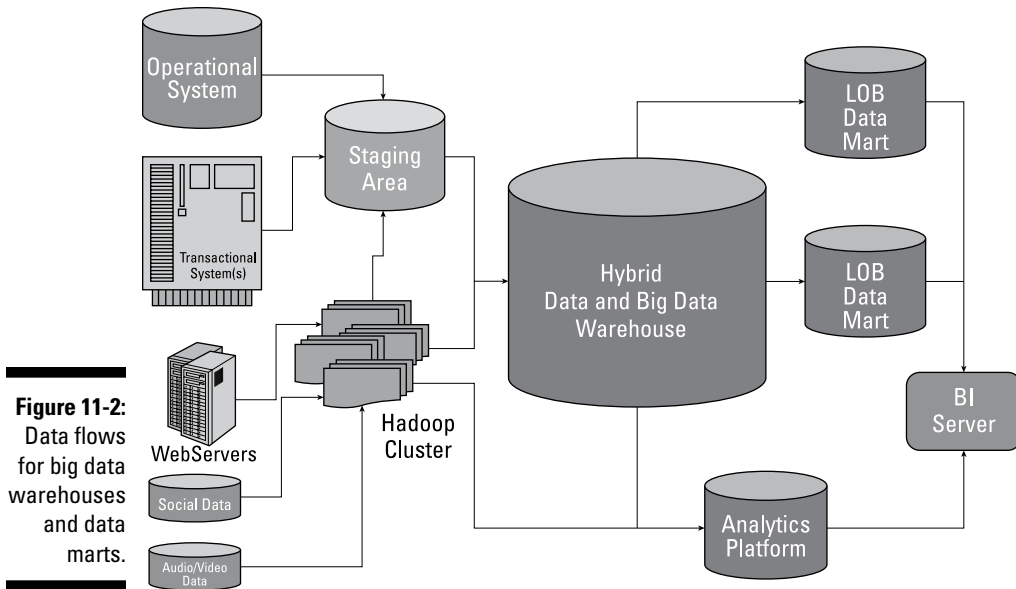 Operational
System
Staging
Area
Transactional
System(s)
WebServers
Social Data
Audio/Video
Data
Hadoop
Cluster
Hybrid
Data and Big Data
Warehouse
LOB
Data
Mart
LOB
Data
Mart
BI
Server
Analytics
Platform
Figure 11-2:
Data flows
for big data
warehouses
and data
marts.